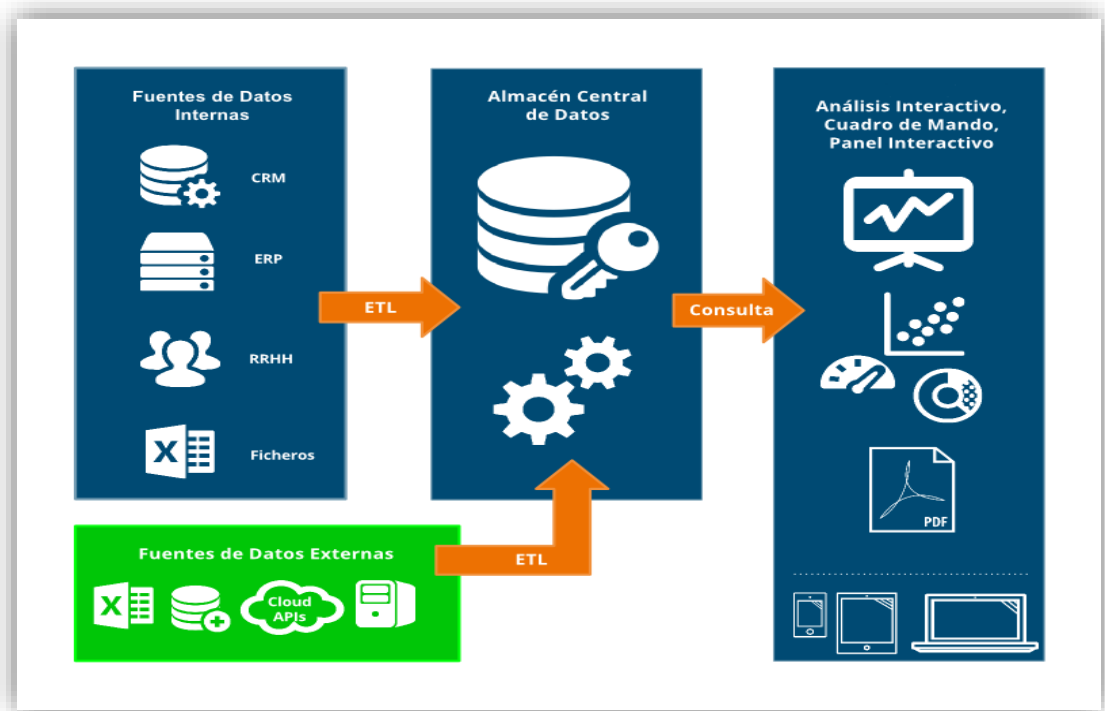 Fuentes de Datos
Internas
CRM
ERP
RRHH
X
Ficheros
ETL
Almacén Central
de Datos
Consulta
Análisis Interactivo,
Cuadro de Mando,
Panel Interactivo
PDF
Fuentes de Datos Externas
X
Cloud
APIs
ETL